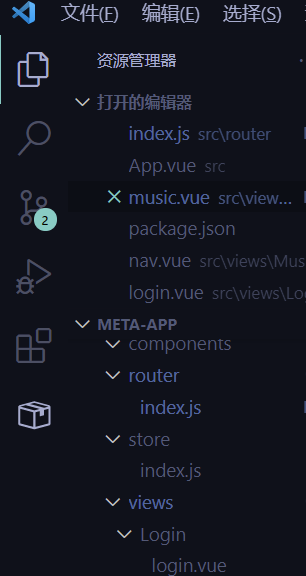 文件(F) 编辑(E) 选择(S)
资源管理器
打开的编辑器
index.js src\router
App.vue src
music.vue src\view...
package.json
nav.vue src\views\Mus
login.vue src\views\Lo
2
META-APP
components
router
index.js
store
index.js
views
Login
login.vue